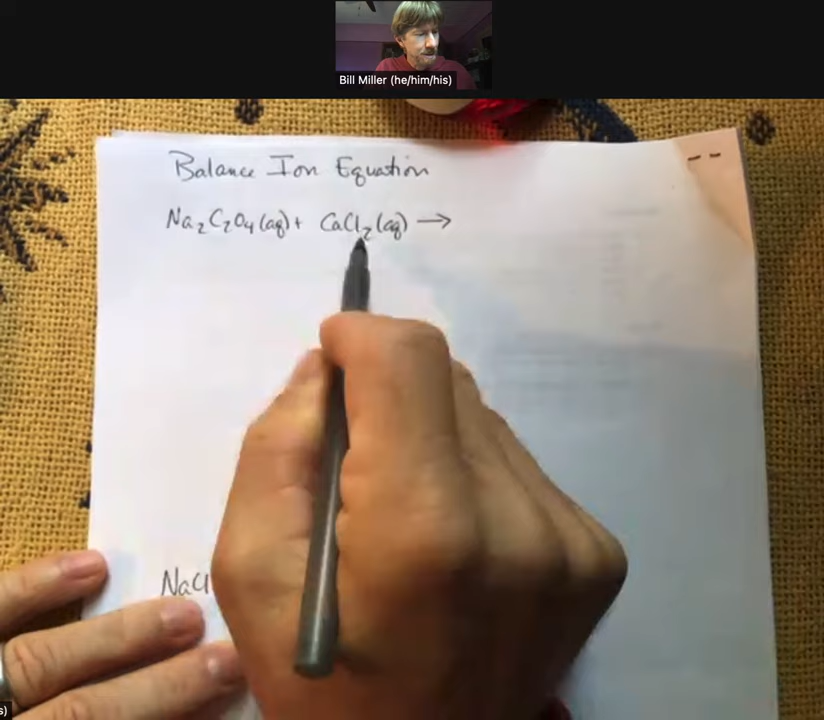 Bill Miller (he/him/his)
Balance Ion Equation
Na₂C₂O₄(aq) + CaCl₂(aq) →
NaCl
s)